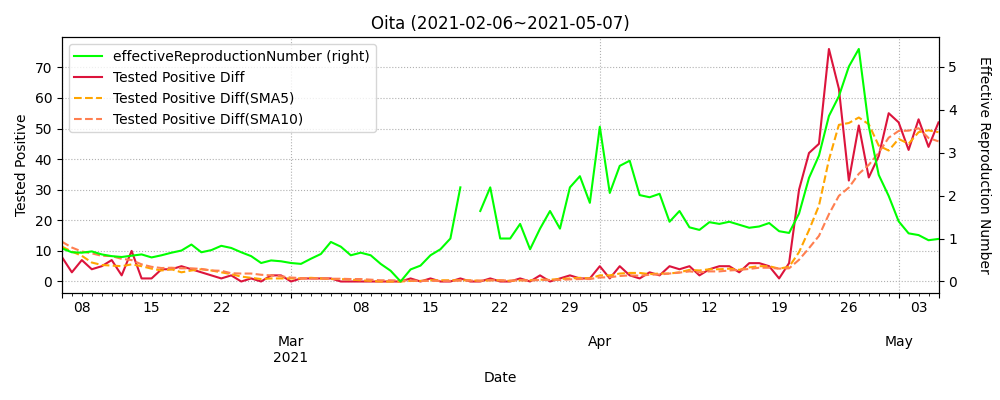 Oita (2021-02-06~2021-05-07)
effectiveReproductionNumber (right)
Tested Positive Diff
Tested Positive Diff(SMA5)
Tested Positive Diff(SMA10)
Tested Positive
70
60
50
40
30
20
10
0
5
4
3
2
1
0
Effective Reproduction Number
08 15 22 08 15 22 29 05 12 19 26 03
Mar Apr May
2021
Date